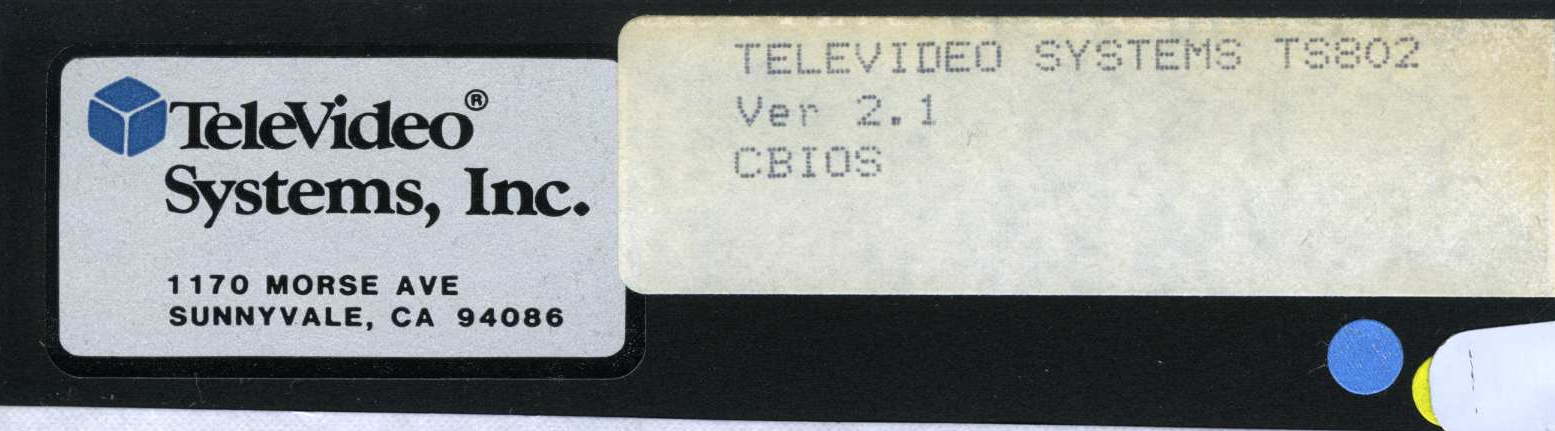 TeleVideo®
Systems, Inc.
1170 MORSE AVE
SUNNYVALE, CA 94086
TELEVIDEO SYSTEMS TS802
Ver 2.1
CBIOS